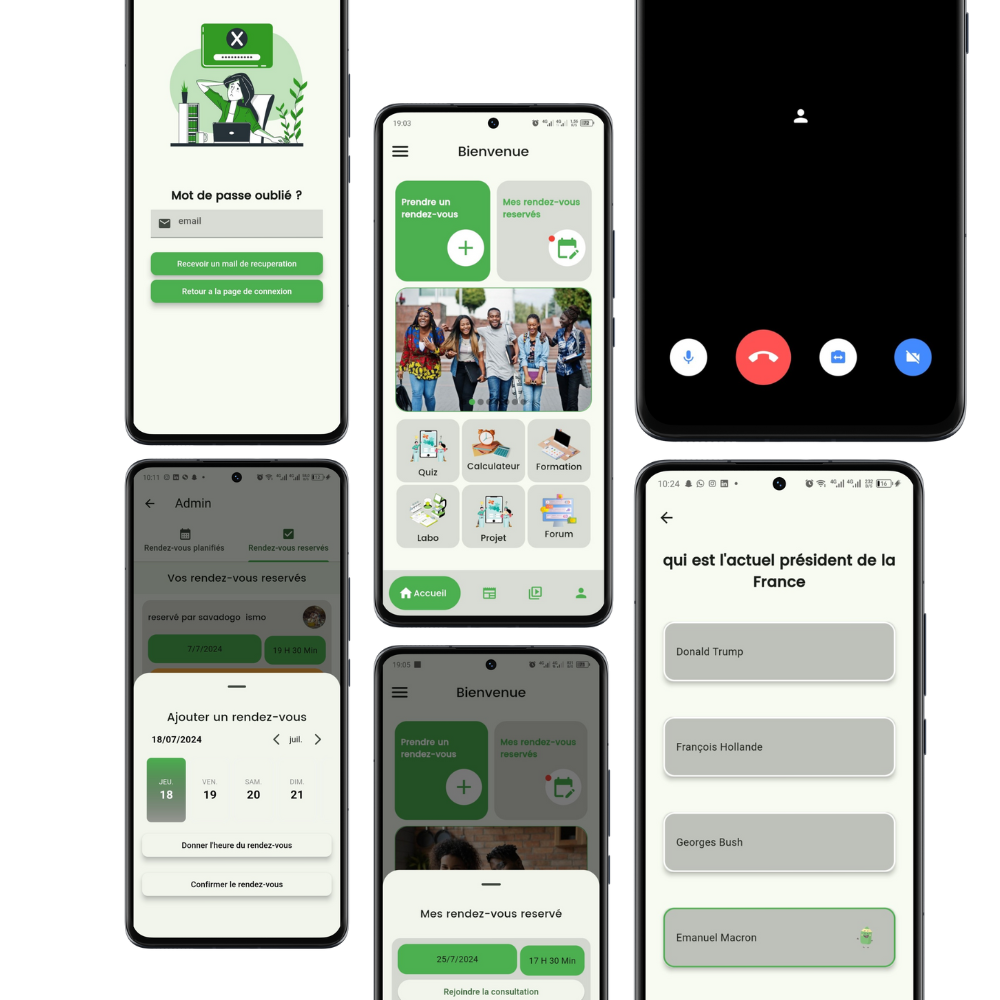 Mot de passe oublié ?
email
Recevoir un mail de recuperation
Retour a la page de connexion
19:03
Bienvenue
Prendre un
rendez-vous
Mes rendez-vous
reservés
Quiz
Calculateur
Formation
Labo
Projet
Forum
Accueil
10:11
Admin
Rendez-vous planifiés
Rendez-vous reservés
Vos rendez-vous reservés
reservé par savadogo ismo
7/7/2024
19 H 30 Min
Ajouter un rendez-vous
18/07/2024
juil.
JEU. VEN. SAM. DIM.
18 19 20 21
Donner l'heure du rendez-vous
Confirmer le rendez-vous
19:05
Bienvenue
Prendre un
rendez-vous
Mes rendez-vous
reservés
Mes rendez-vous reservé
25/7/2024
17 H 30 Min
Rejoindre la consultation
10:24
qui est l'actuel président de la
France
Donald Trump
François Hollande
Georges Bush
Emanuel Macron